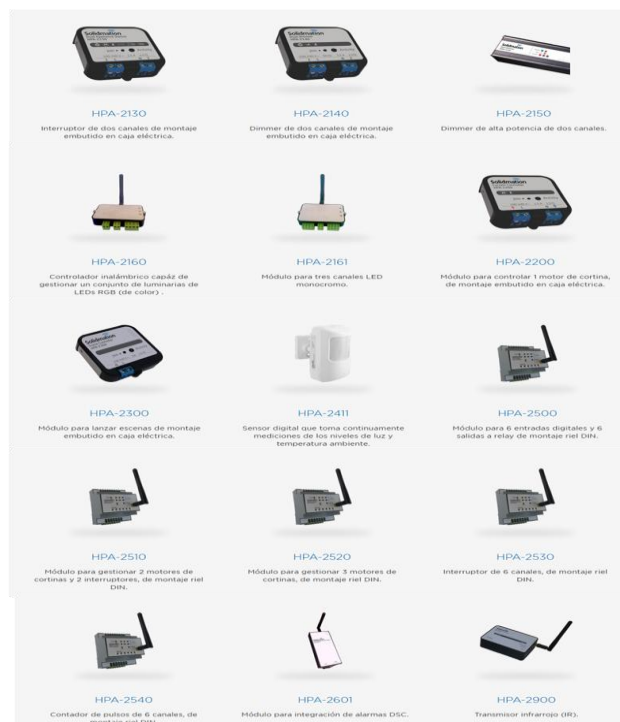 Solidmation
Solidmation
Solidmation
HPA-2130
HPA-2140
HPA-2150
Interruptor de dos canales de montaje
embutido en caja eléctrica.
Dimmer de dos canales de montaje
embutido en caja eléctrica.
Dimmer de alta potencia de dos canales.
Solidmation
HPA-2160
HPA-2161
HPA-2200
Controlador inalámbrico capáz de
gestionar un conjunto de luminarias de
LEDs RGB (de color) .
Módulo para tres canales LED
monocromo.
Módulo para controlar 1 motor de cortina,
de montaje embutido en caja eléctrica.
Solidmation
HPA-2300
HPA-2411
HPA-2500
Módulo para lanzar escenas de montaje
embutido en caja eléctrica.
Sensor digital que toma continuamente
mediciones de los niveles de luz y
temperatura ambiente.
Módulo para 6 entradas digitales y 6
salidas a relay de montaje riel DIN.
HPA-2510
HPA-2520
HPA-2530
Módulo para gestionar 2 motores de
cortinas y 2 interruptores, de montaje riel
DIN.
Módulo para gestionar 3 motores de
cortinas, de montaje riel DIN.
Interruptor de 6 canales, de montaje riel
DIN.
HPA-2540
HPA-2601
HPA-2900
Contador de pulsos de 6 canales, de
montaje riel DIN.
Módulo para integración de alarmas DSC.
Transmisor infrarrojo (IR).